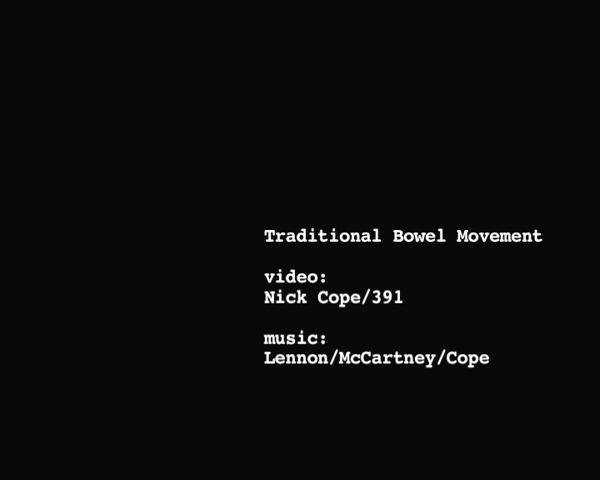 Traditional Bowel Movement
video:
Nick Cope/391
music:
Lennon/McCartney/Cope